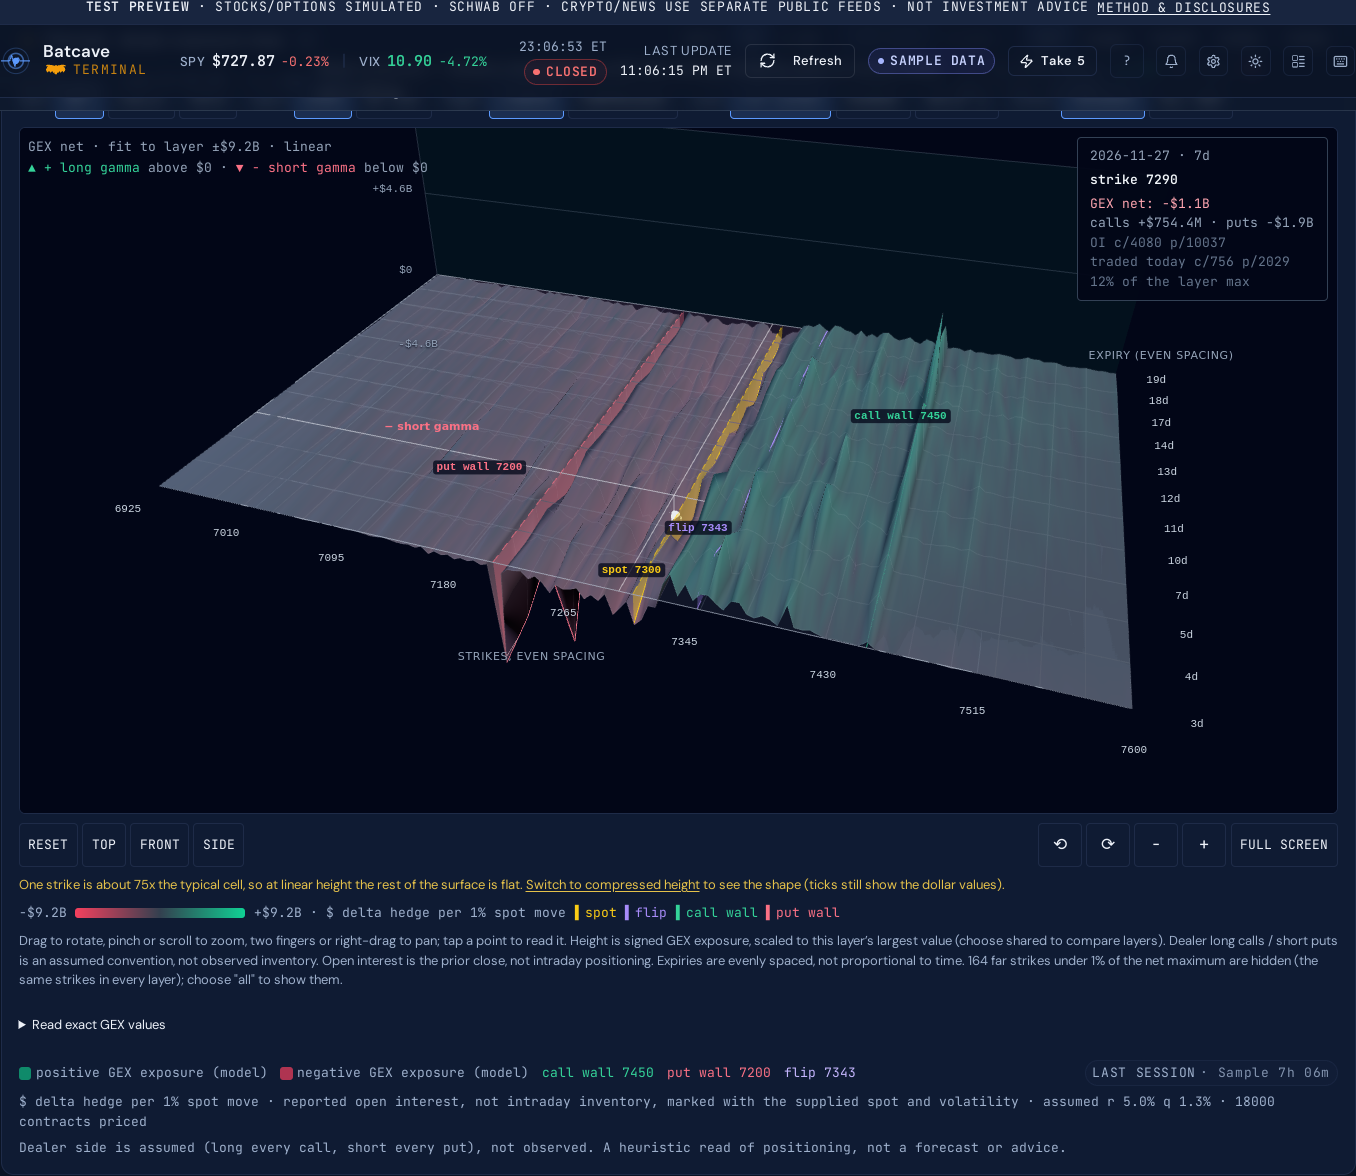 TEST PREVIEW · STOCKS/OPTIONS SIMULATED · SCHWAB OFF · CRYPTO/NEWS USE SEPARATE PUBLIC FEEDS · NOT INVESTMENT ADVICE METHOD & DISCLOSURES
Batcave
TERMINAL
SPY $727.87 -0.23%
VIX 10.90 -4.72%
23:06:53 ET
CLOSED
LAST UPDATE
11:06:15 PM ET
Refresh
SAMPLE DATA
Take 5
?
GEX net · fit to layer ±$9.2B · linear
▲ + long gamma above $0 · ▼ - short gamma below $0
+$4.6B
$0
-$4.6B
2026-11-27 · 7d
strike 7290
GEX net: -$1.1B
calls +$754.4M · puts -$1.9B
OI c/4080 p/10037
traded today c/756 p/2029
12% of the layer max
EXPIRY (EVEN SPACING)
19d
18d
17d
14d
13d
12d
11d
10d
7d
5d
4d
3d
call wall 7450
− short gamma
put wall 7200
flip 7343
spot 7300
6925
7010
7095
7180
7265
7345
7430
7515
7600
STRIKES, EVEN SPACING
RESET
TOP
FRONT
SIDE
⟲
⟳
-
+
FULL SCREEN
One strike is about 75x the typical cell, so at linear height the rest of the surface is flat. Switch to compressed height to see the shape (ticks still show the dollar values).
-$9.2B +$9.2B · $ delta hedge per 1% spot move spot flip call wall put wall
Drag to rotate, pinch or scroll to zoom, two fingers or right-drag to pan; tap a point to read it. Height is signed GEX exposure, scaled to this layer's largest value (choose shared to compare layers). Dealer long calls / short puts
is an assumed convention, not observed inventory. Open interest is the prior close, not intraday positioning. Expiries are evenly spaced, not proportional to time. 164 far strikes under 1% of the net maximum are hidden (the
same strikes in every layer); choose "all" to show them.
▶ Read exact GEX values
positive GEX exposure (model) negative GEX exposure (model) call wall 7450 put wall 7200 flip 7343
LAST SESSION · Sample 7h 06m
$ delta hedge per 1% spot move · reported open interest, not intraday inventory, marked with the supplied spot and volatility · assumed r 5.0% q 1.3% · 18000
contracts priced
Dealer side is assumed (long every call, short every put), not observed. A heuristic read of positioning, not a forecast or advice.